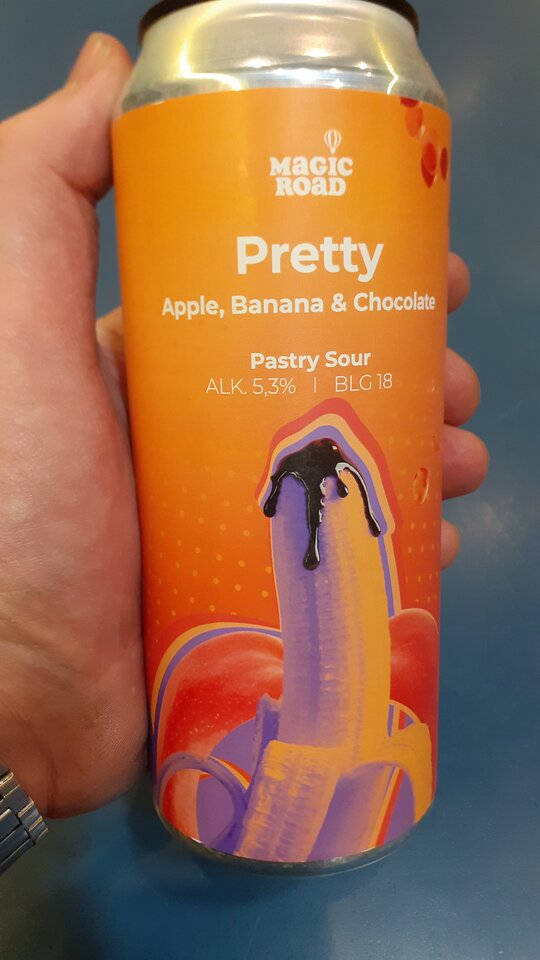 MAGIC
ROAD
Pretty
Apple, Banana & Chocolate
Pastry Sour
ALK. 5,3% | BLG 18